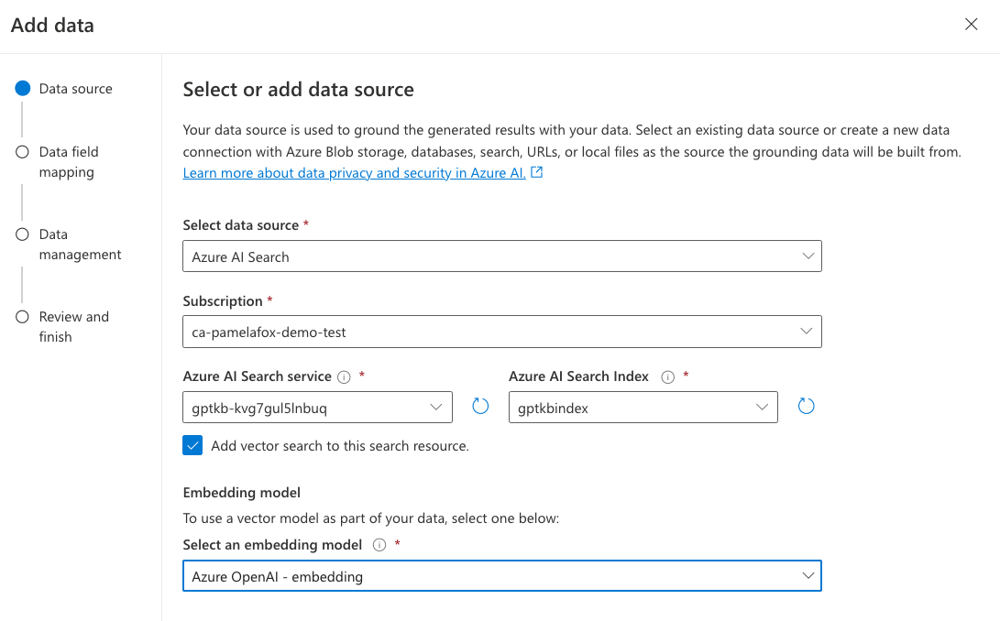 Add data
Data source
Data field
mapping
Data
management
Review and
finish
Select or add data source
Your data source is used to ground the generated results with your data. Select an existing data source or create a new data
connection with Azure Blob storage, databases, search, URLs, or local files as the source the grounding data will be built from.
Learn more about data privacy and security in Azure AI.
Select data source *
Azure AI Search
Subscription *
ca-pamelafox-demo-test
Azure AI Search service *
Azure AI Search Index *
gptkb-kvg7gul5lnbuq
gptkbindex
Add vector search to this search resource.
Embedding model
To use a vector model as part of your data, select one below:
Select an embedding model *
Azure OpenAI - embedding